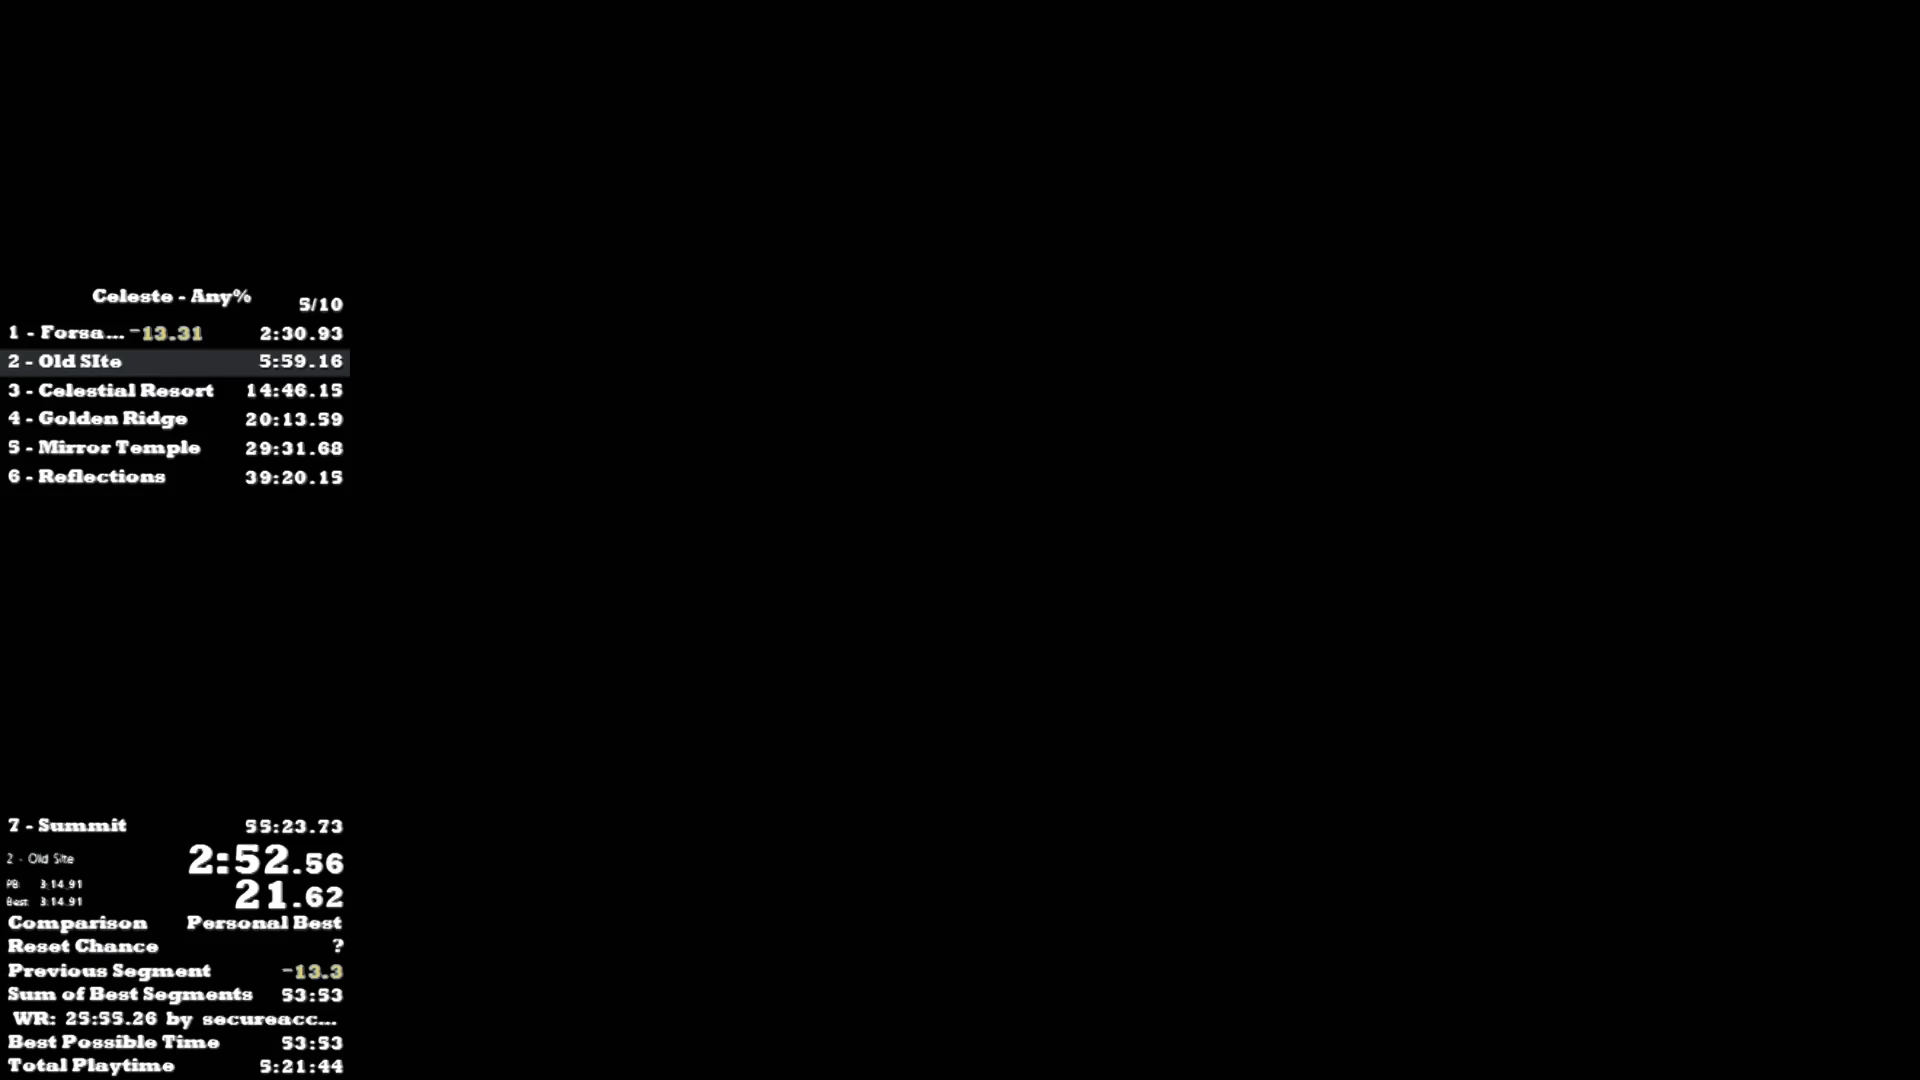 Celeste - Any% 5/10
1 - Forsa... −13.31 2:30.93
2 - Old SIte 5:59.16
3 - Celestial Resort 14:46.15
4 - Golden Ridge 20:13.59
5 - Mirror Temple 29:31.68
6 - Reflections 39:20.15
7 - Summit 55:23.73
2 - Old SIte 2:52.56
PB: 3:14.91 21.62
Best: 3:14.91
Comparison Personal Best
Reset Chance ?
Previous Segment −13.3
Sum of Best Segments 53:53
WR: 25:55.26 by secureacc...
Best Possible Time 53:53
Total Playtime 5:21:44